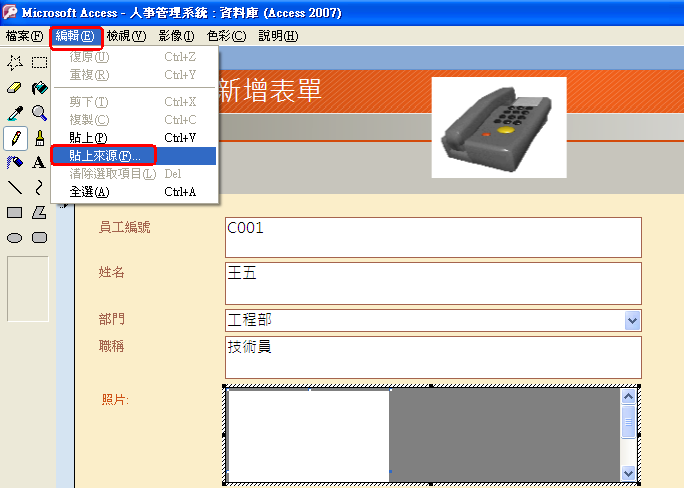 Microsoft Access - 人事管理系統 : 資料庫 (Access 2007)
檔案(F) 編輯(E) 檢視(V) 影像(I) 色彩(C) 說明(H)
復原(U) Ctrl+Z
重複(R) Ctrl+Y
剪下(T) Ctrl+X
複製(C) Ctrl+C
貼上(P) Ctrl+V
貼上來源(F)...
清除選取項目(L) Del
全選(A) Ctrl+A
新增表單
A
員工編號 C001
姓名 王五
部門 工程部
職稱 技術員
照片: